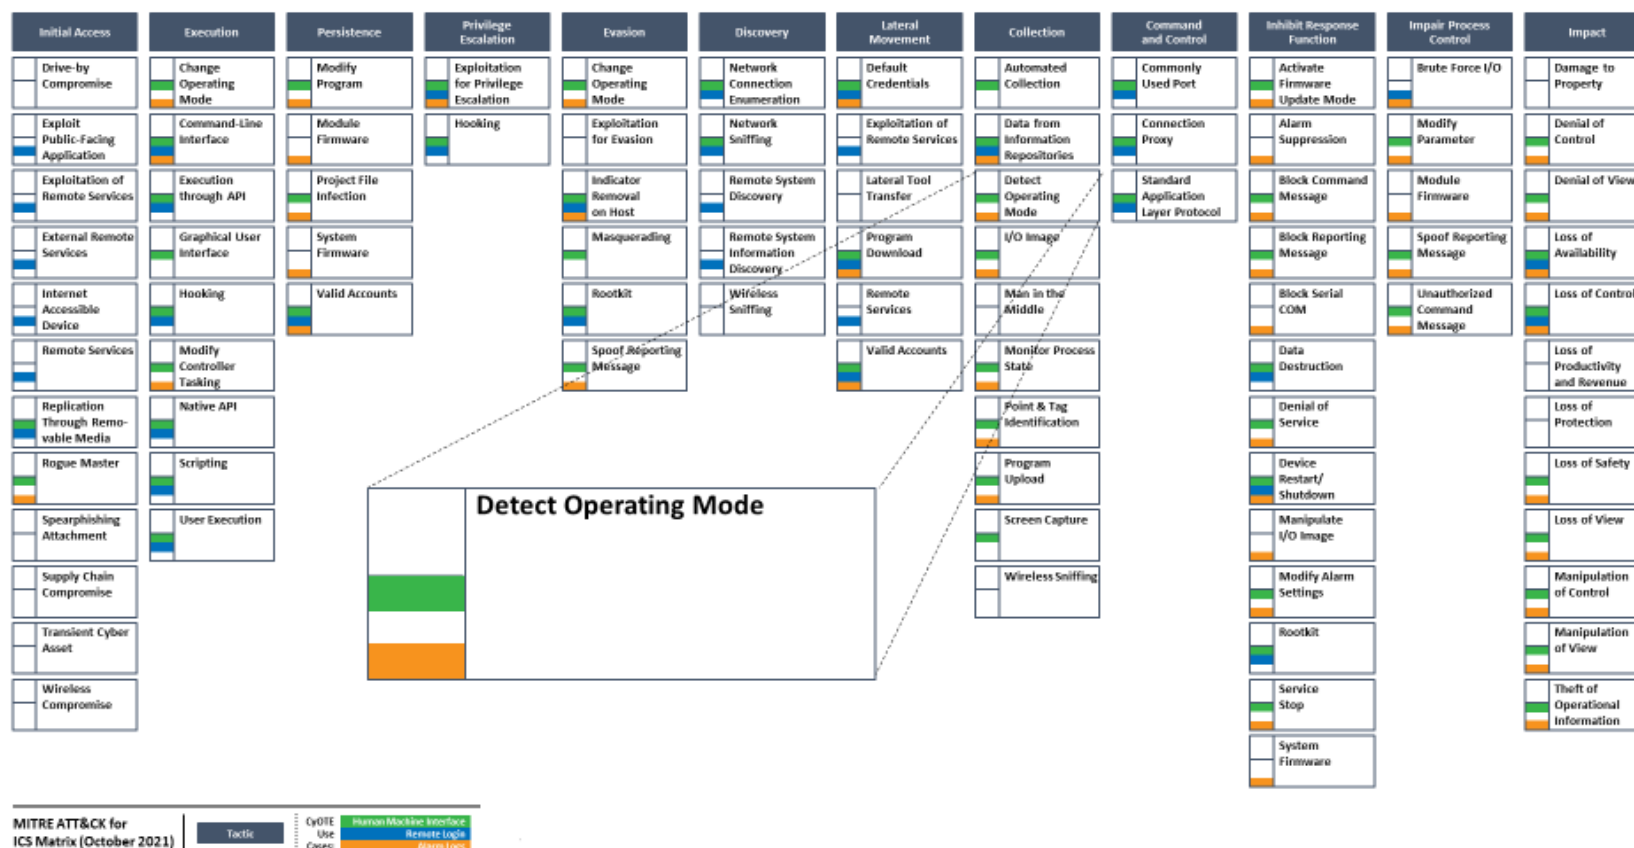 Initial Access
Execution
Persistence
Privilege
Escalation
Evasion
Discovery
Lateral
Movement
Collection
Command
and Control
Inhibit Response
Function
Impair Process
Control
Impact
Drive-by
Compromise
Exploit
Public-Facing
Application
Exploitation of
Remote Services
External Remote
Services
Internet
Accessible
Device
Remote Services
Replication
Through Remo-
vable Media
Rogue Master
Spearphishing
Attachment
Supply Chain
Compromise
Transient Cyber
Asset
Wireless
Compromise
Change
Operating
Mode
Command-Line
Interface
Execution
through API
Graphical User
Interface
Hooking
Modify
Controller
Tasking
Native API
Scripting
User Execution
Modify
Program
Module
Firmware
Project File
Infection
System
Firmware
Valid Accounts
Exploitation
for Privilege
Escalation
Hooking
Change
Operating
Mode
Exploitation
for Evasion
Indicator
Removal
on Host
Masquerading
Rootkit
Spoof Reporting
Message
Network
Connection
Enumeration
Network
Sniffing
Remote System
Discovery
Remote System
Information
Discovery
Wireless
Sniffing
Default
Credentials
Exploitation of
Remote Services
Lateral Tool
Transfer
Program
Download
Remote
Services
Valid Accounts
Automated
Collection
Data from
Information
Repositories
Detect
Operating
Mode
I/O Image
Man in the
Middle
Monitor Process
State
Point & Tag
Identification
Program
Upload
Screen Capture
Wireless Sniffing
Commonly
Used Port
Connection
Proxy
Standard
Application
Layer Protocol
Activate
Firmware
Update Mode
Alarm
Suppression
Block Command
Message
Block Reporting
Message
Block Serial
COM
Data
Destruction
Denial of
Service
Device
Restart/
Shutdown
Manipulate
I/O Image
Modify Alarm
Settings
Rootkit
Service
Stop
System
Firmware
Brute Force I/O
Modify
Parameter
Module
Firmware
Spoof Reporting
Message
Unauthorized
Command
Message
Damage to
Property
Denial of
Control
Denial of View
Loss of
Availability
Loss of Control
Loss of
Productivity
and Revenue
Loss of
Protection
Loss of Safety
Loss of View
Manipulation
of Control
Manipulation
of View
Theft of
Operational
Information
Detect Operating Mode
MITRE ATT&CK for
ICS Matrix (October 2021)
Tactic
CyOTE
Use
Cases:
Human Machine Interface
Remote Login
Alarm Logs